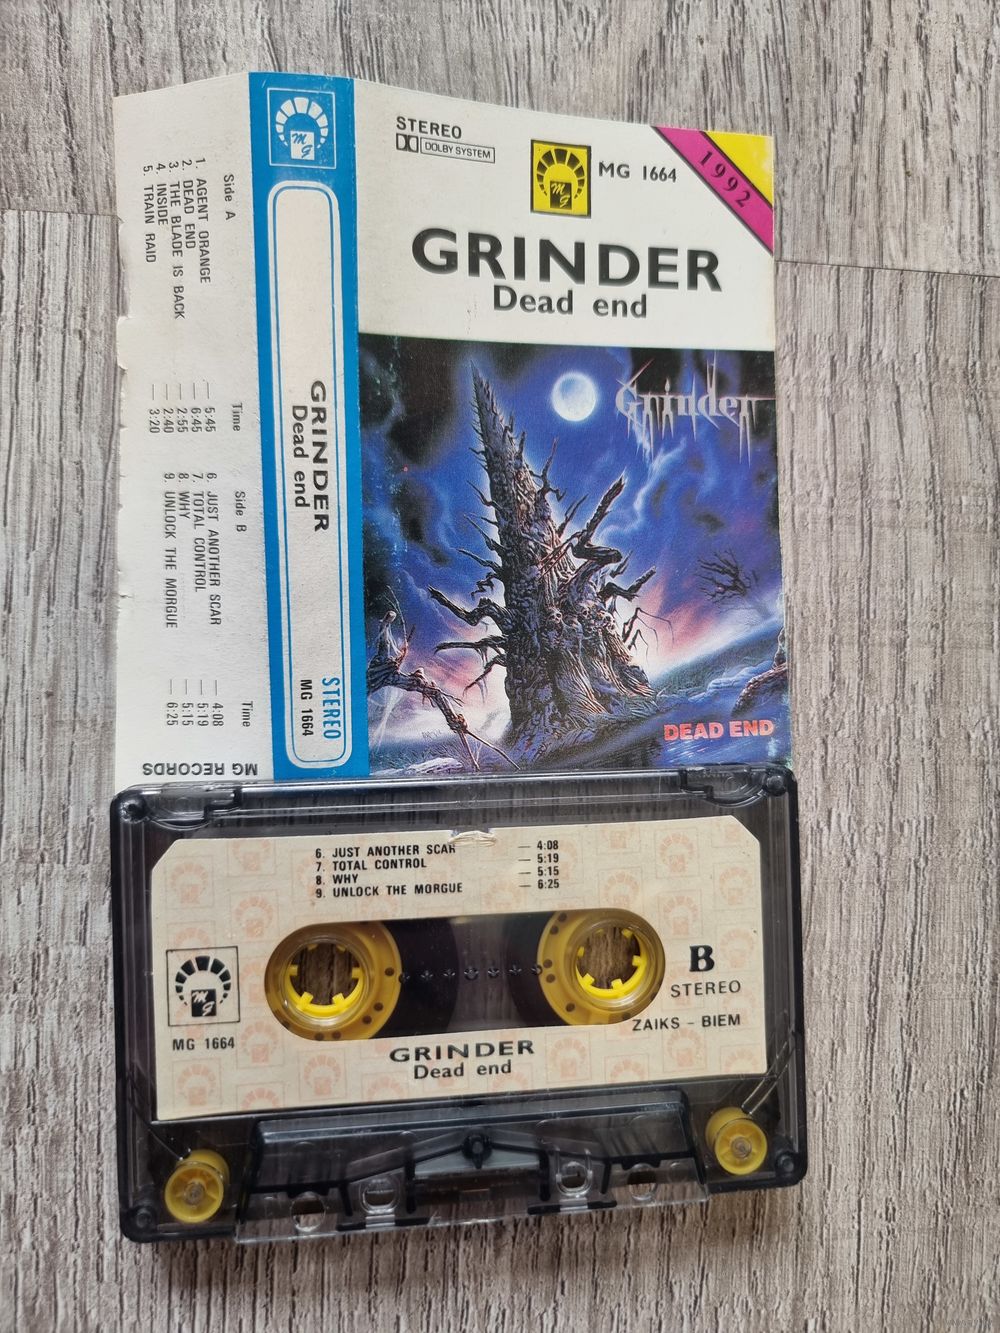 STEREO
DOLBY SYSTEM
MG
MG 1664
1992
GRINDER
Dead end
Grinder
DEAD END
MG
GRINDER
Dead end
STEREO
MG 1664
Side A Time
1. AGENT ORANGE — 5:45
2. DEAD END — 6:45
3. THE BLADE IS BACK — 2:55
4. INSIDE — 2:40
5. TRAIN RAID — 3:20
Side B Time
6. JUST ANOTHER SCAR — 4:08
7. TOTAL CONTROL — 5:19
8. WHY — 5:15
9. UNLOCK THE MORGUE — 6:25
MG RECORDS
6. JUST ANOTHER SCAR — 4:08
7. TOTAL CONTROL — 5:19
8. WHY — 5:15
9. UNLOCK THE MORGUE — 6:25
MG
MG 1664
B
STEREO
ZAIKS – BIEM
GRINDER
Dead end